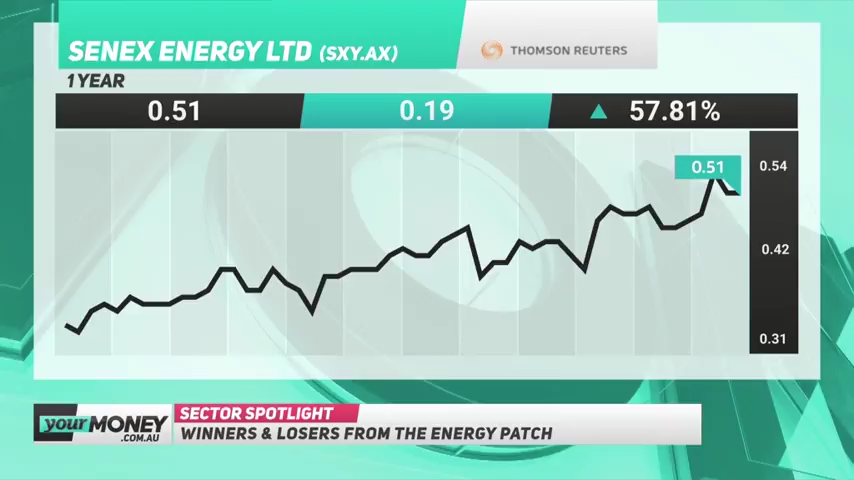 SENEX ENERGY LTD (SXY.AX)
THOMSON REUTERS
1 YEAR
0.51 0.19 ▲ 57.81%
0.51
0.54
0.42
0.31
yourMONEY
.COM.AU
SECTOR SPOTLIGHT
WINNERS & LOSERS FROM THE ENERGY PATCH